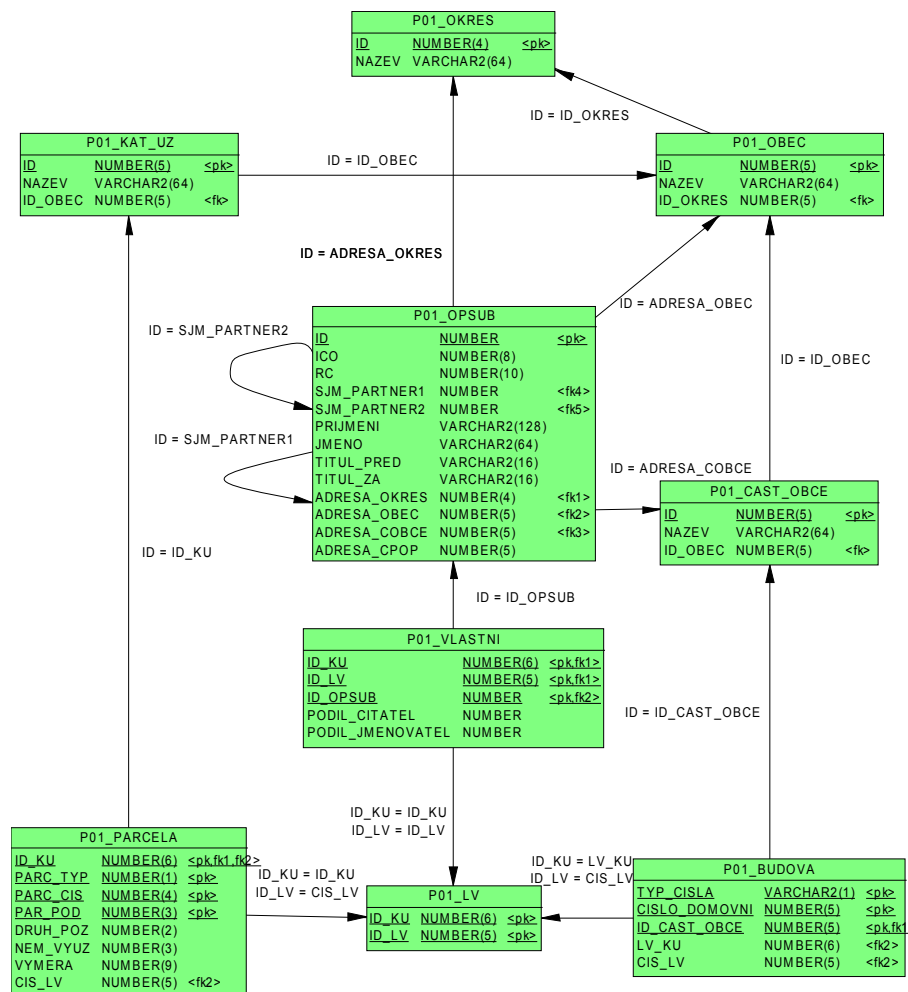 P01_OKRES
ID NUMBER(4) <pk>
NAZEV VARCHAR2(64)
ID = ID_OKRES
P01_KAT_UZ
ID NUMBER(5) <pk>
NAZEV VARCHAR2(64)
ID_OBEC NUMBER(5) <fk>
ID = ID_OBEC
P01_OBEC
ID NUMBER(5) <pk>
NAZEV VARCHAR2(64)
ID_OKRES NUMBER(5) <fk>
ID = ADRESA_OKRES
ID = ADRESA_OBEC
P01_OPSUB
ID NUMBER <pk>
ICO NUMBER(8)
RC NUMBER(10)
SJM_PARTNER1 NUMBER <fk4>
SJM_PARTNER2 NUMBER <fk5>
PRIJMENI VARCHAR2(128)
JMENO VARCHAR2(64)
TITUL_PRED VARCHAR2(16)
TITUL_ZA VARCHAR2(16)
ADRESA_OKRES NUMBER(4) <fk1>
ADRESA_OBEC NUMBER(5) <fk2>
ADRESA_COBCE NUMBER(5) <fk3>
ADRESA_CPOP NUMBER(5)
ID = SJM_PARTNER2
ID = SJM_PARTNER1
ID = ID_OBEC
ID = ADRESA_COBCE
P01_CAST_OBCE
ID NUMBER(5) <pk>
NAZEV VARCHAR2(64)
ID_OBEC NUMBER(5) <fk>
ID = ID_KU
ID = ID_OPSUB
P01_VLASTNI
ID_KU NUMBER(6) <pk,fk1>
ID_LV NUMBER(5) <pk,fk1>
ID_OPSUB NUMBER <pk,fk2>
PODIL_CITATEL NUMBER
PODIL_JMENOVATEL NUMBER
ID = ID_CAST_OBCE
ID_KU = ID_KU
ID_LV = ID_LV
P01_PARCELA
ID_KU NUMBER(6) <pk,fk1,fk2>
PARC_TYP NUMBER(1) <pk>
PARC_CIS NUMBER(4) <pk>
PAR_POD NUMBER(3) <pk>
DRUH_POZ NUMBER(2)
NEM_VYUZ NUMBER(3)
VYMERA NUMBER(9)
CIS_LV NUMBER(5) <fk2>
ID_KU = ID_KU
ID_LV = CIS_LV
P01_LV
ID_KU NUMBER(6) <pk>
ID_LV NUMBER(5) <pk>
ID_KU = LV_KU
ID_LV = CIS_LV
P01_BUDOVA
TYP_CISLA VARCHAR2(1) <pk>
CISLO_DOMOVNI NUMBER(5) <pk>
ID_CAST_OBCE NUMBER(5) <pk,fk1
LV_KU NUMBER(6) <fk2>
CIS_LV NUMBER(5) <fk2>